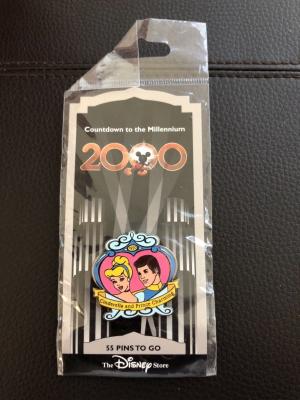 Countdown to the Millennium
2000
Cinderella and Prince Charming
55 PINS TO GO
The Disney Store